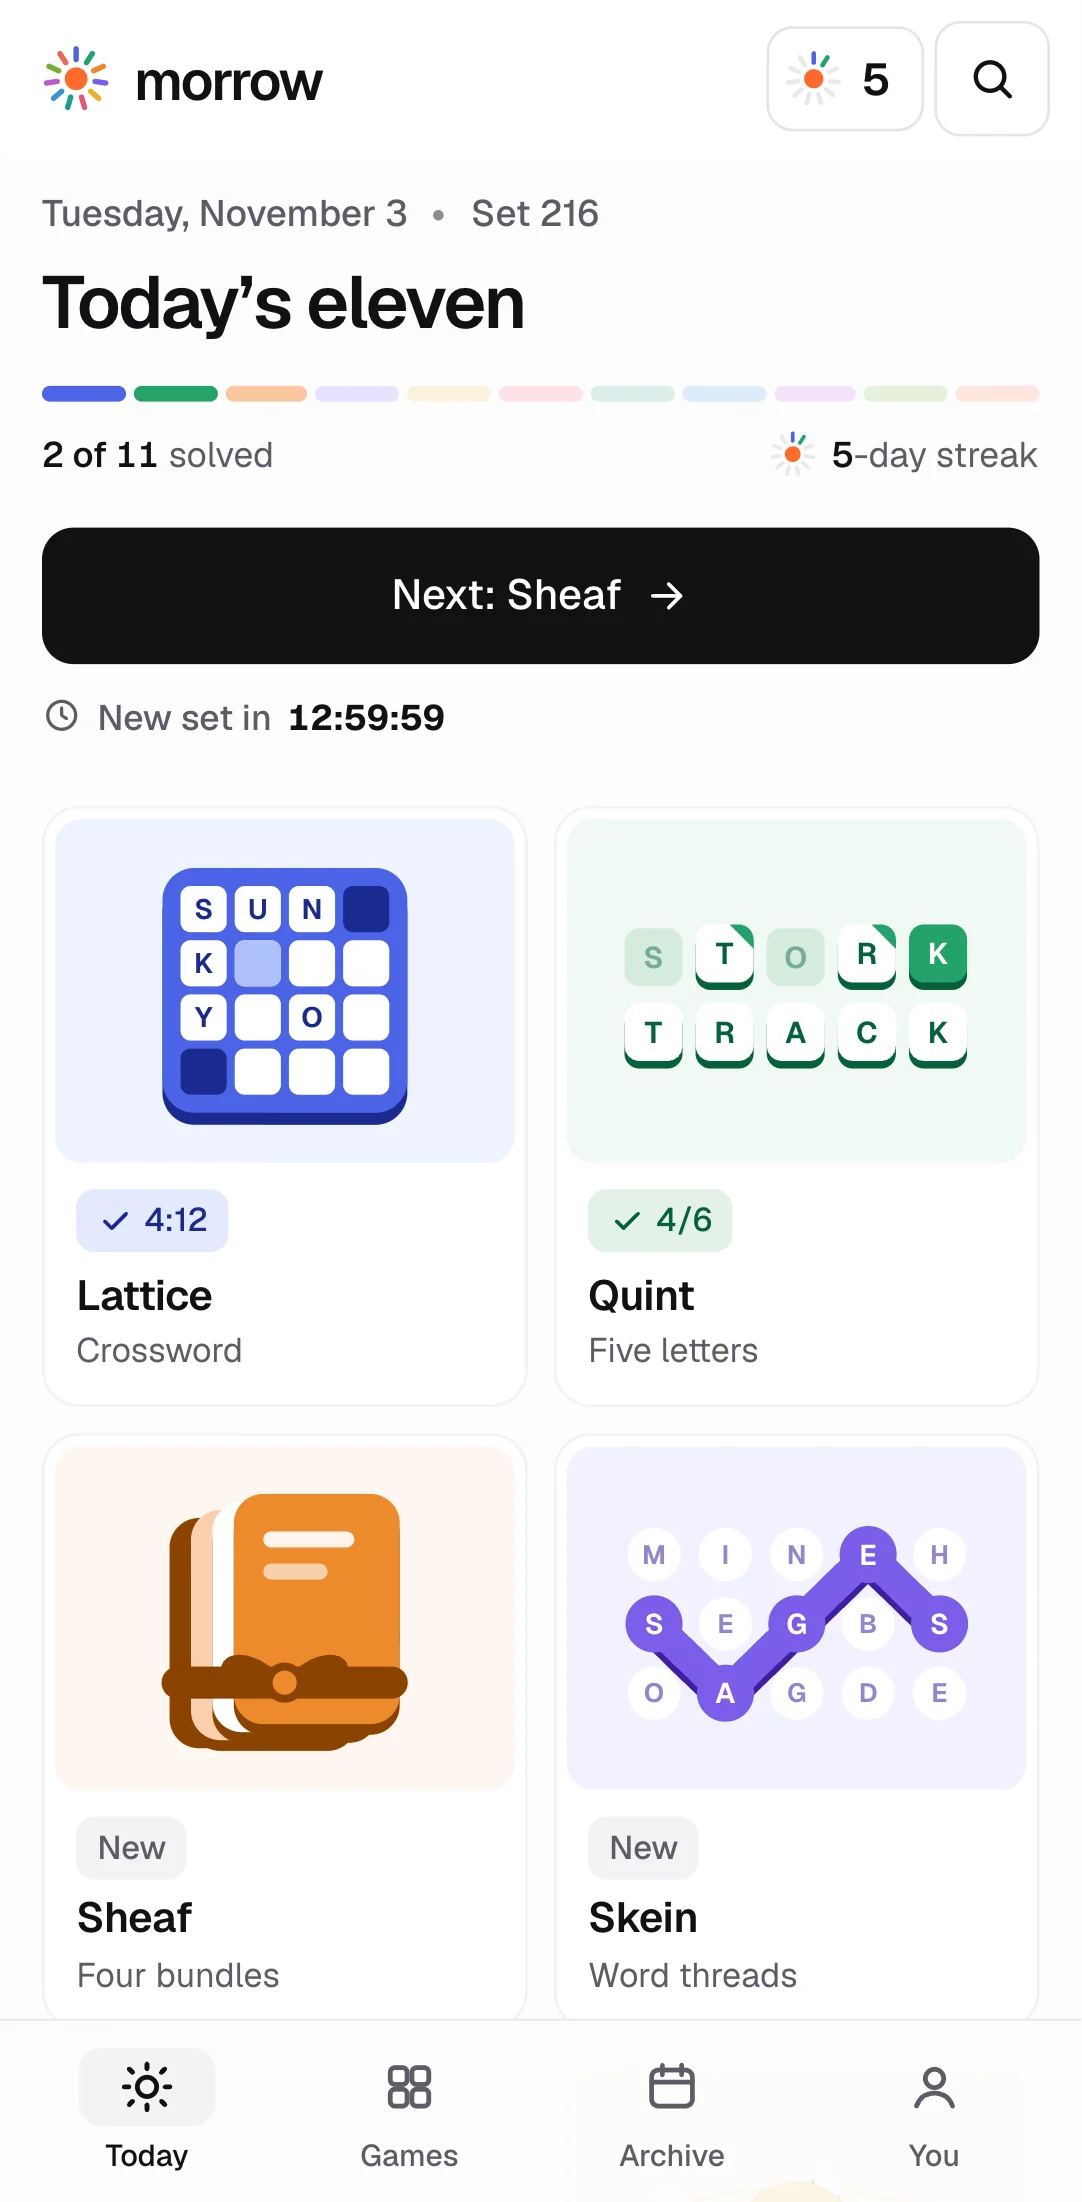 morrow
5
Tuesday, November 3 • Set 216
Today’s eleven
2 of 11 solved
5-day streak
Next: Sheaf →
New set in 12:59:59
S U N
K
Y O
S T O R K
T R A C K
4:12
Lattice
Crossword
4/6
Quint
Five letters
M I N E H
S E G B S
O A G D E
New
Sheaf
Four bundles
New
Skein
Word threads
Today
Games
Archive
You